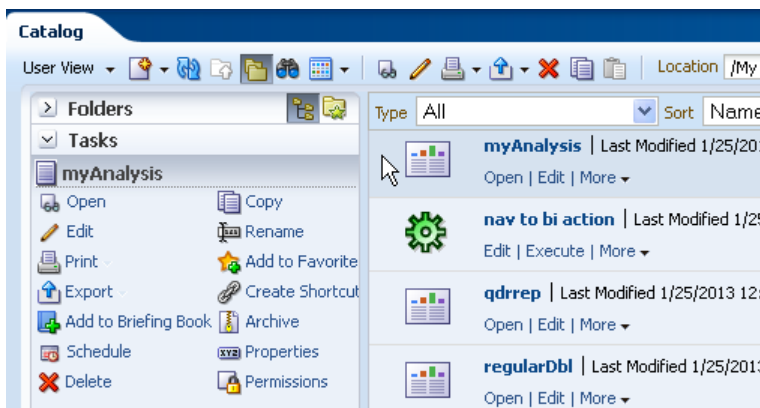 Catalog
User View
Location /My
Folders
Tasks
myAnalysis
Open Copy
Edit Rename
Print Add to Favorite
Export Create Shortcut
Add to Briefing Book Archive
Schedule Properties
Delete Permissions
Type All Sort Name
myAnalysis | Last Modified 1/25/201
Open | Edit | More
nav to bi action | Last Modified 1/25
Edit | Execute | More
qdrrep | Last Modified 1/25/2013 12:
Open | Edit | More
regularDbl | Last Modified 1/25/2013
Open | Edit | More